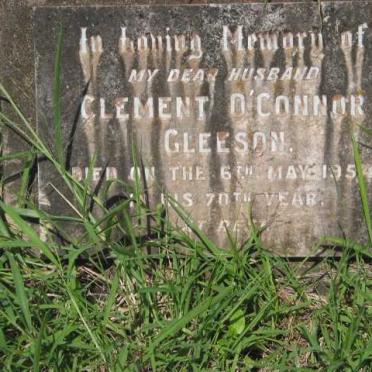 In Loving Memory of
MY DEAR HUSBAND
CLEMENT O'CONNOR
GLEESON.
DIED ON THE 6TH MAY 1954
IN HIS 70TH YEAR.